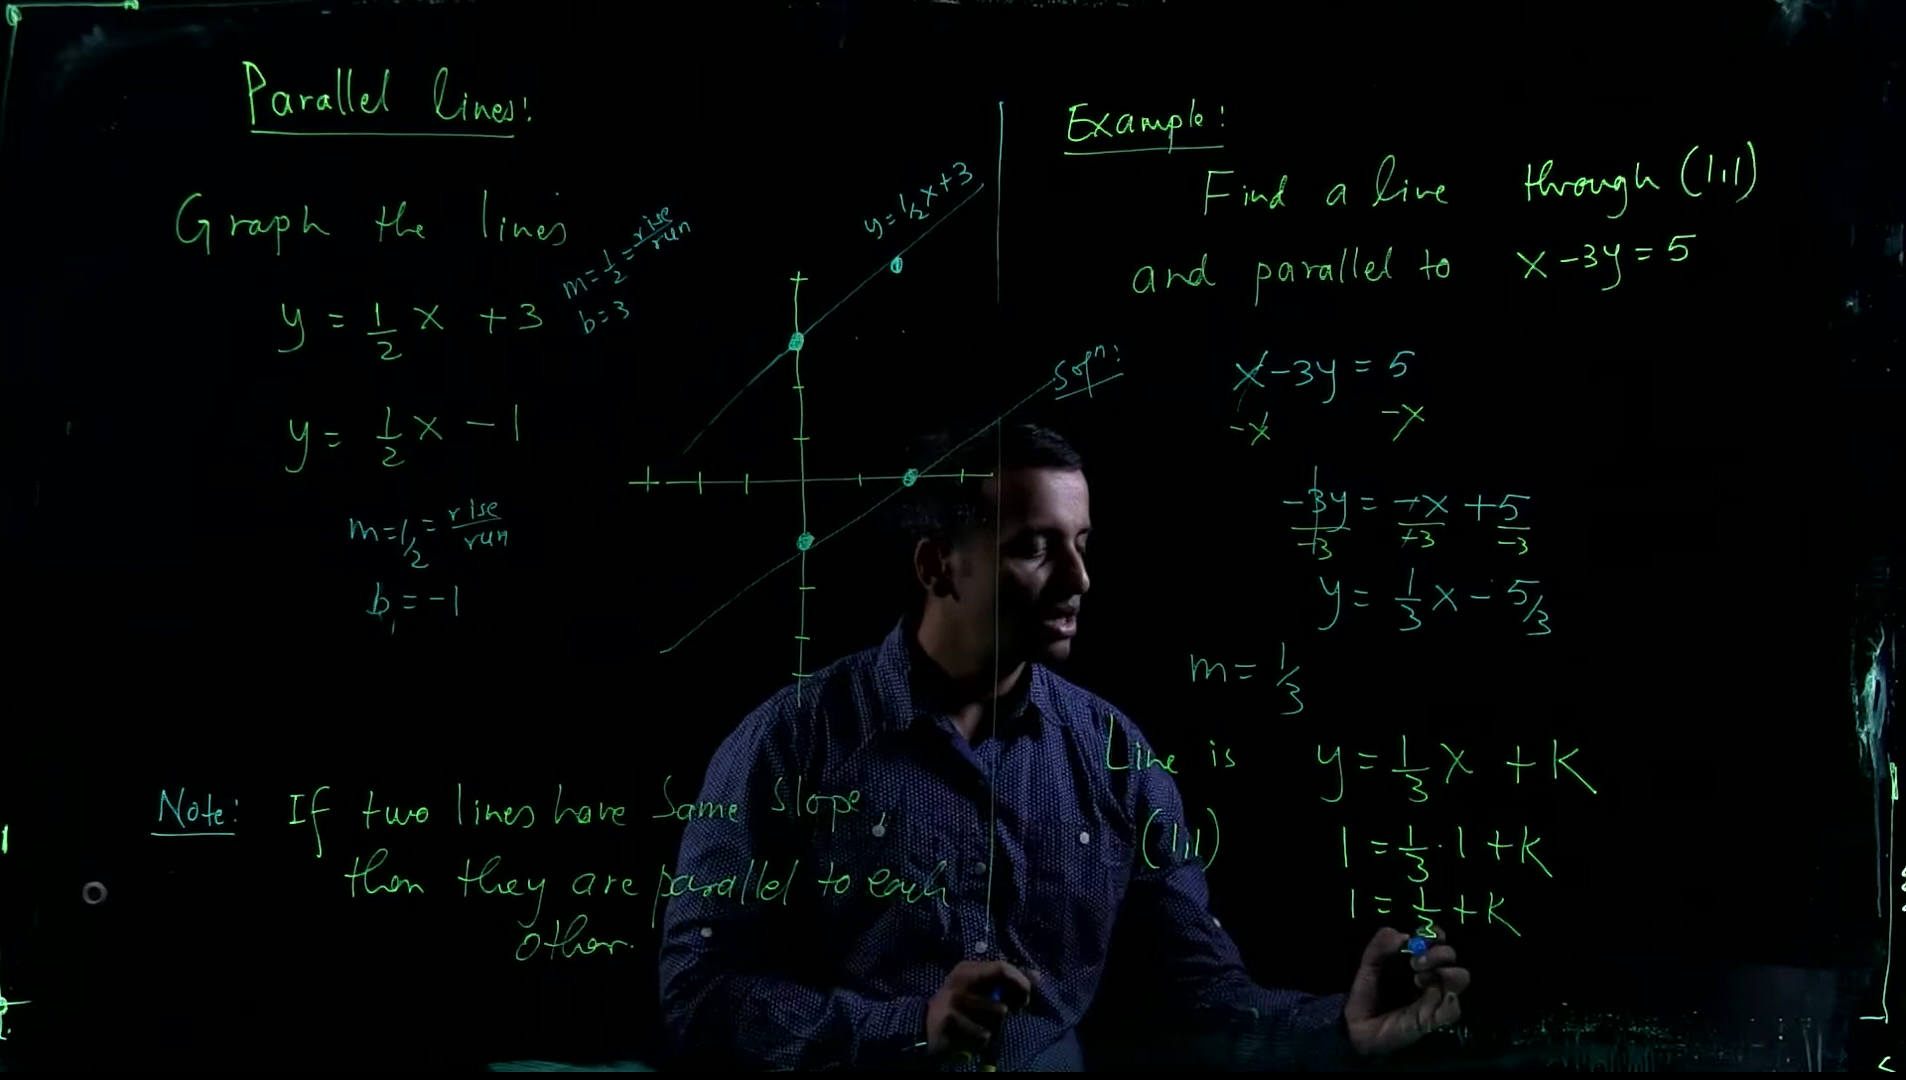 Parallel lines:
Graph the lines
y = 1/2 x + 3
m = 1/2 = rise/run
b = 3
y = 1/2 x - 1
m = 1/2 = rise/run
b = -1
y = 1/2 x + 3
Note: If two lines have same slope,
then they are parallel to each
other.
Example:
Find a line through (1,1)
and parallel to x - 3y = 5
Solⁿ:
x - 3y = 5
-x -x
-3y/-3 = -x/-3 + 5/-3
y = 1/3 x - 5/3
m = 1/3
Line is y = 1/3 x + K
(1,1) 1 = 1/3 · 1 + K
1 = 1/3 + K